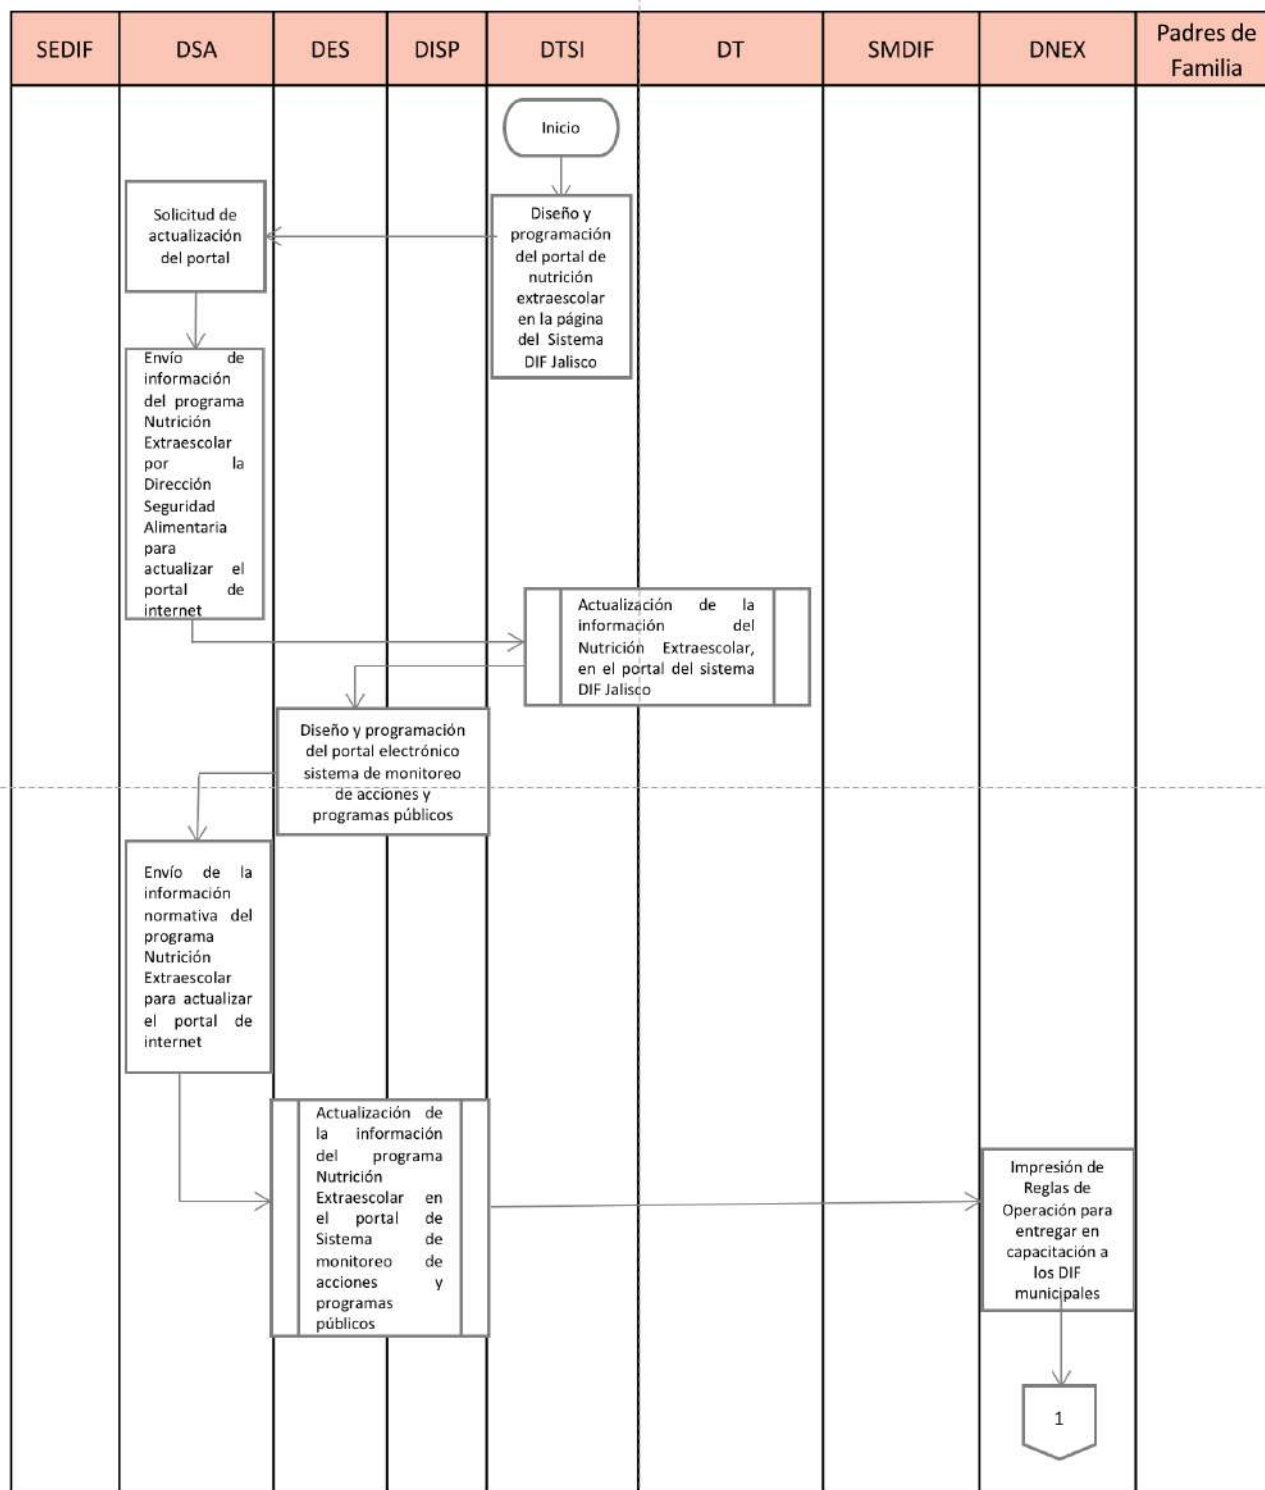 SEDIF
DSA
DES
DISP
DTSI
DT
SMDIF
DNEX
Padres de
Familia
Inicio
Diseño y
programación
del portal de
nutrición
extraescolar
en la página
del Sistema
DIF Jalisco
Solicitud de
actualización
del portal
Envío de
información
del programa
Nutrición
Extraescolar
por la
Dirección
Seguridad
Alimentaria
para
actualizar el
portal de
internet
Actualización de la
información del
Nutrición Extraescolar,
en el portal del sistema
DIF Jalisco
Diseño y programación
del portal electrónico
sistema de monitoreo
de acciones y
programas públicos
Envío de la
información
normativa del
programa
Nutrición
Extraescolar
para actualizar
el portal de
internet
Actualización de
la información
del programa
Nutrición
Extraescolar en
el portal de
Sistema de
monitoreo de
acciones y
programas
públicos
Impresión de
Reglas de
Operación para
entregar en
capacitación a
los DIF
municipales
1